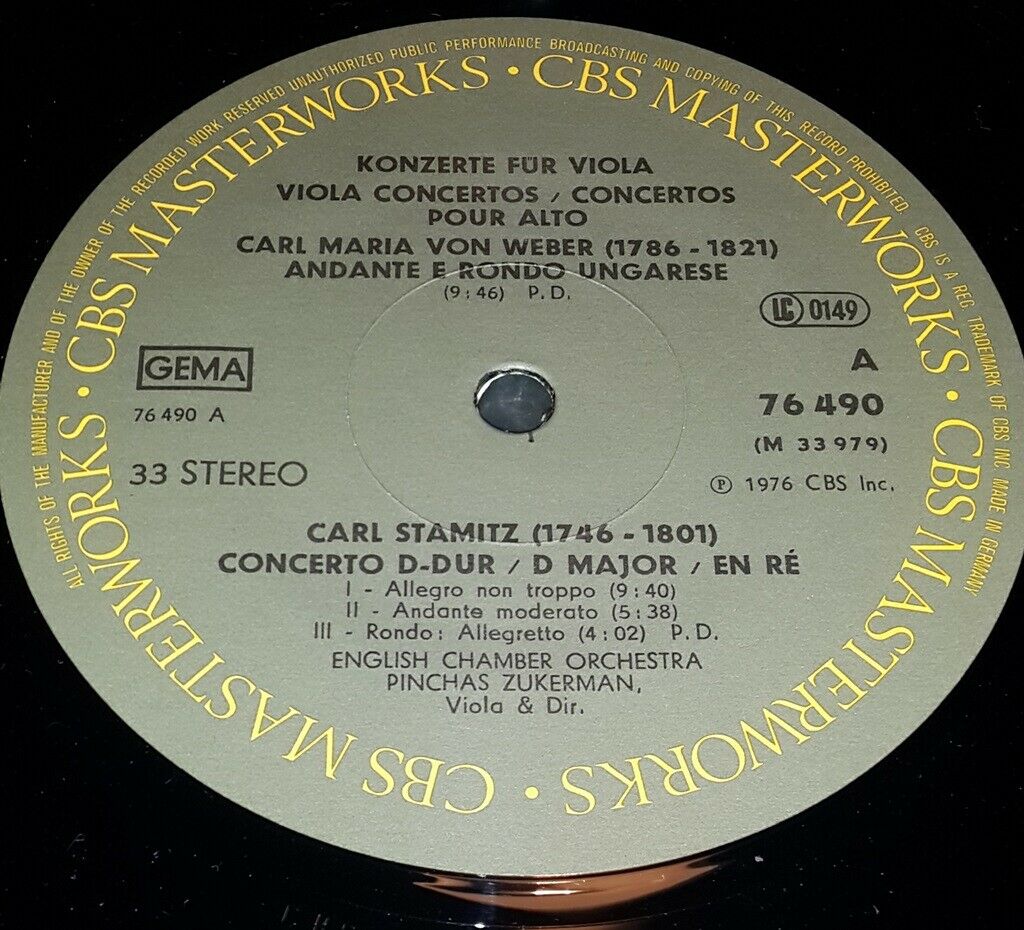 ALL RIGHTS OF THE MANUFACTURER AND OF THE OWNER OF THE RECORDED WORK RESERVED UNAUTHORIZED PUBLIC PERFORMANCE BROADCASTING AND COPYING OF THIS RECORD PROHIBITED. CBS IS A REG. TRADEMARK OF CBS INC. MADE IN GERMANY
CBS MASTERWORKS · CBS MASTERWORKS · CBS MASTERWORKS · CBS MASTERWORKS ·
KONZERTE FÜR VIOLA
VIOLA CONCERTOS / CONCERTOS
POUR ALTO
CARL MARIA VON WEBER (1786 - 1821)
ANDANTE E RONDO UNGARESE
(9:46) P.D.
LC 0149
GEMA
A
76 490 A
76 490
(M 33 979)
33 STEREO
℗ 1976 CBS Inc.
CARL STAMITZ (1746 - 1801)
CONCERTO D-DUR / D MAJOR / EN RÉ
I - Allegro non troppo (9:40)
II - Andante moderato (5:38)
III - Rondo: Allegretto (4:02) P.D.
ENGLISH CHAMBER ORCHESTRA
PINCHAS ZUKERMAN,
Viola & Dir.